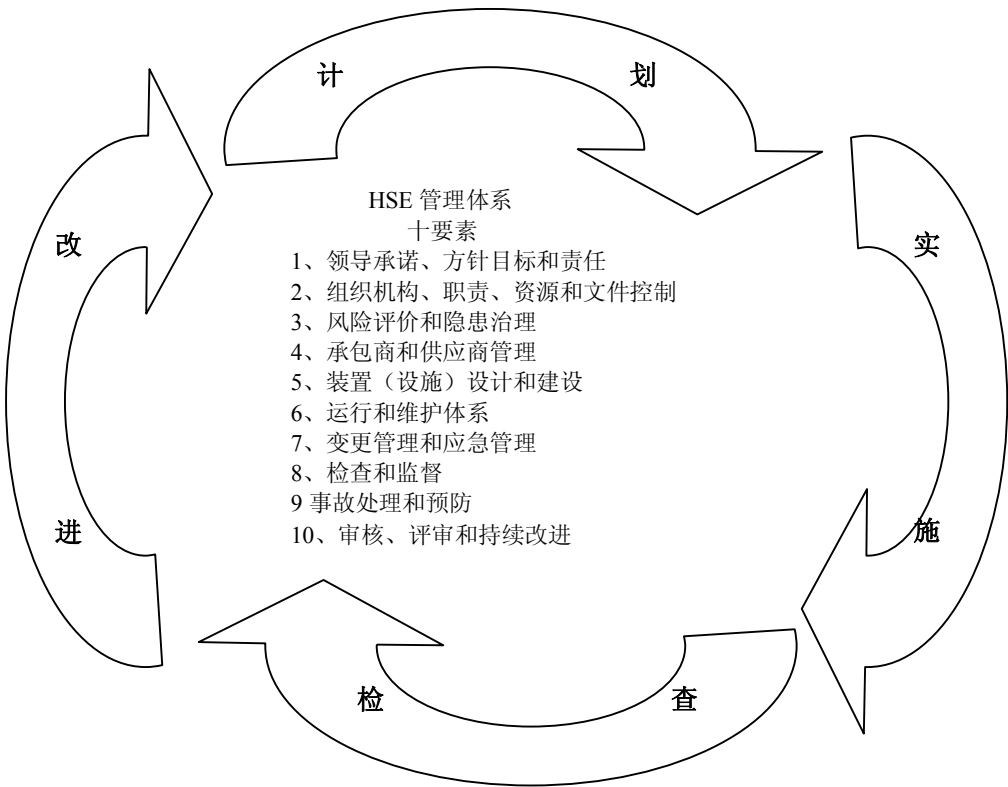 计划
HSE 管理体系
十要素
1、领导承诺、方针目标和责任
2、组织机构、职责、资源和文件控制
3、风险评价和隐患治理
4、承包商和供应商管理
5、装置（设施）设计和建设
6、运行和维护体系
7、变更管理和应急管理
8、检查和监督
9 事故处理和预防
10、审核、评审和持续改进
实施
检查
改进